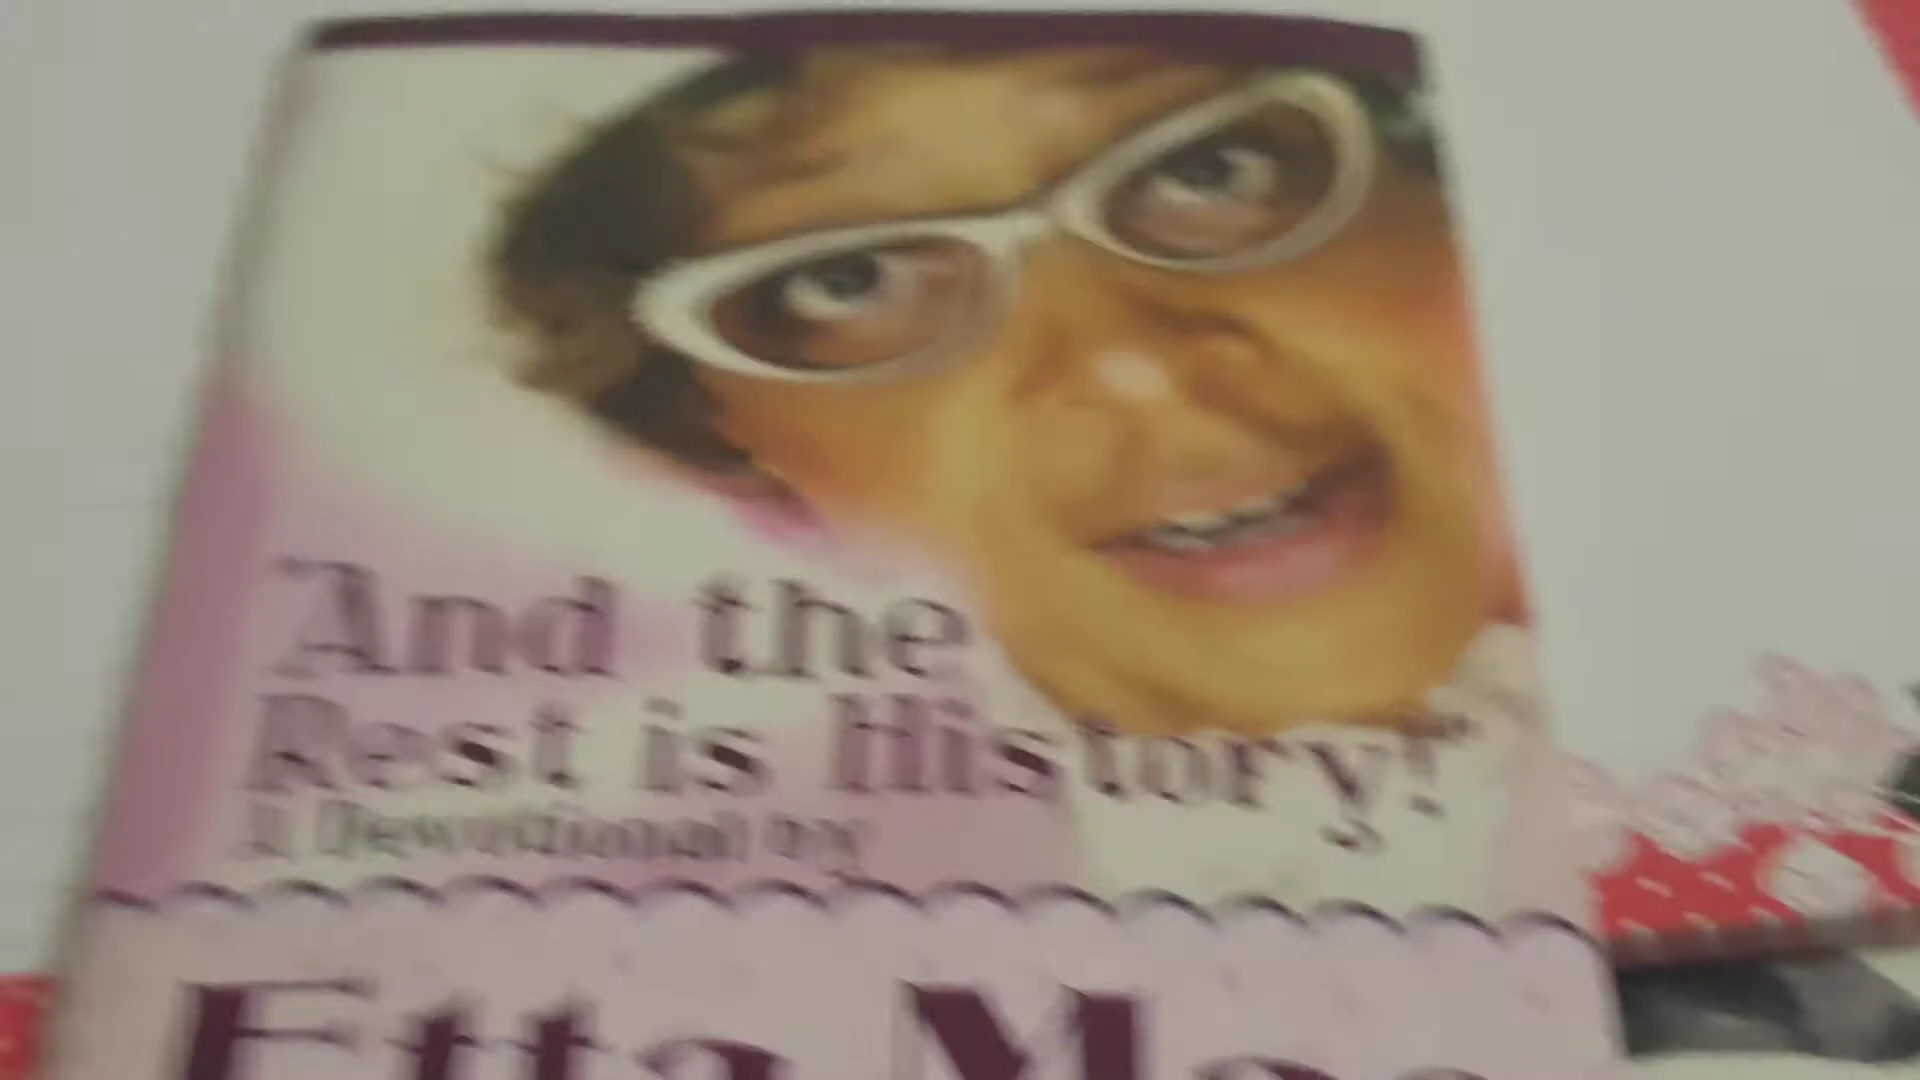 "And the
Rest is History!"
A Devotional by
Etta Mae